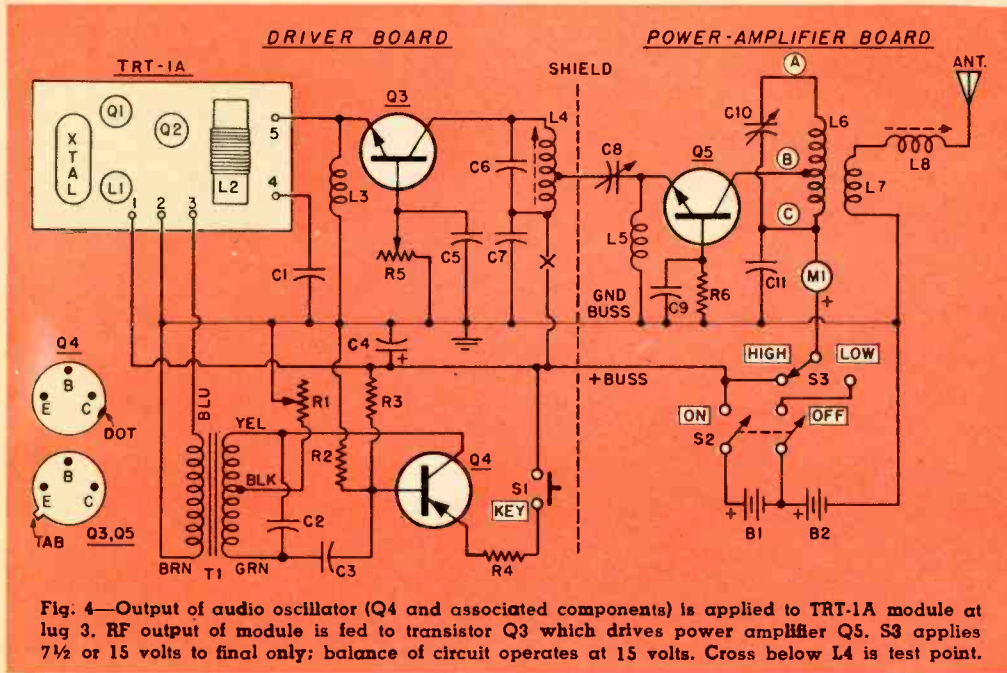 DRIVER BOARD
POWER-AMPLIFIER BOARD
TRT-1A
SHIELD
ANT.
Q1
Q2
XTAL
L1
L2
5
4
1 2 3
Q3
L3
C6
L4
C8
Q5
C10
A
B
C
L6
L7
L8
C1
R5
C5
C7
L5
C9
R6
C11
M1
+
GND
BUSS
C4
+
HIGH
LOW
S3
+BUSS
ON
OFF
S2
Q4
B
E
C
DOT
BLU
YEL
R1
R3
R2
BLK
Q4
S1
KEY
B
E
C
TAB
Q3,Q5
C2
C3
R4
BRN
T1
GRN
+
B1
+
B2
Fig. 4—Output of audio oscillator (Q4 and associated components) is applied to TRT-1A module at
lug 3. RF output of module is fed to transistor Q3 which drives power amplifier Q5. S3 applies
7½ or 15 volts to final only; balance of circuit operates at 15 volts. Cross below L4 is test point.